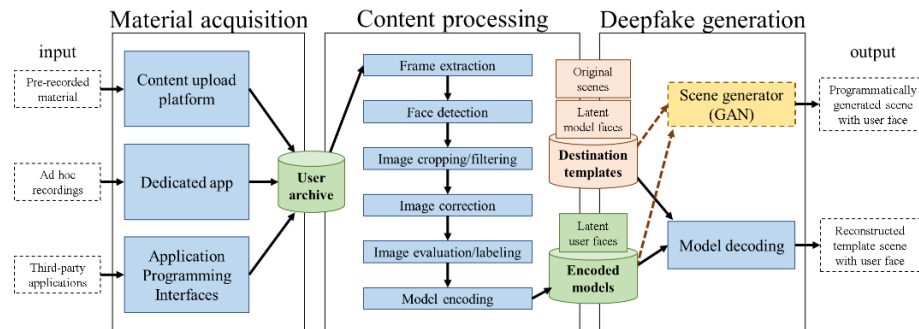 Material acquisition
Content processing
Deepfake generation
input
output
Pre-recorded
material
Content upload
platform
Ad hoc
recordings
Dedicated app
Third-party
applications
Application
Programming
Interfaces
User
archive
Frame extraction
Face detection
Image cropping/filtering
Image correction
Image evaluation/labeling
Model encoding
Original
scenes
Latent
model faces
Destination
templates
Latent
user faces
Encoded
models
Scene generator
(GAN)
Model decoding
Programmatically
generated scene
with user face
Reconstructed
template scene
with user face